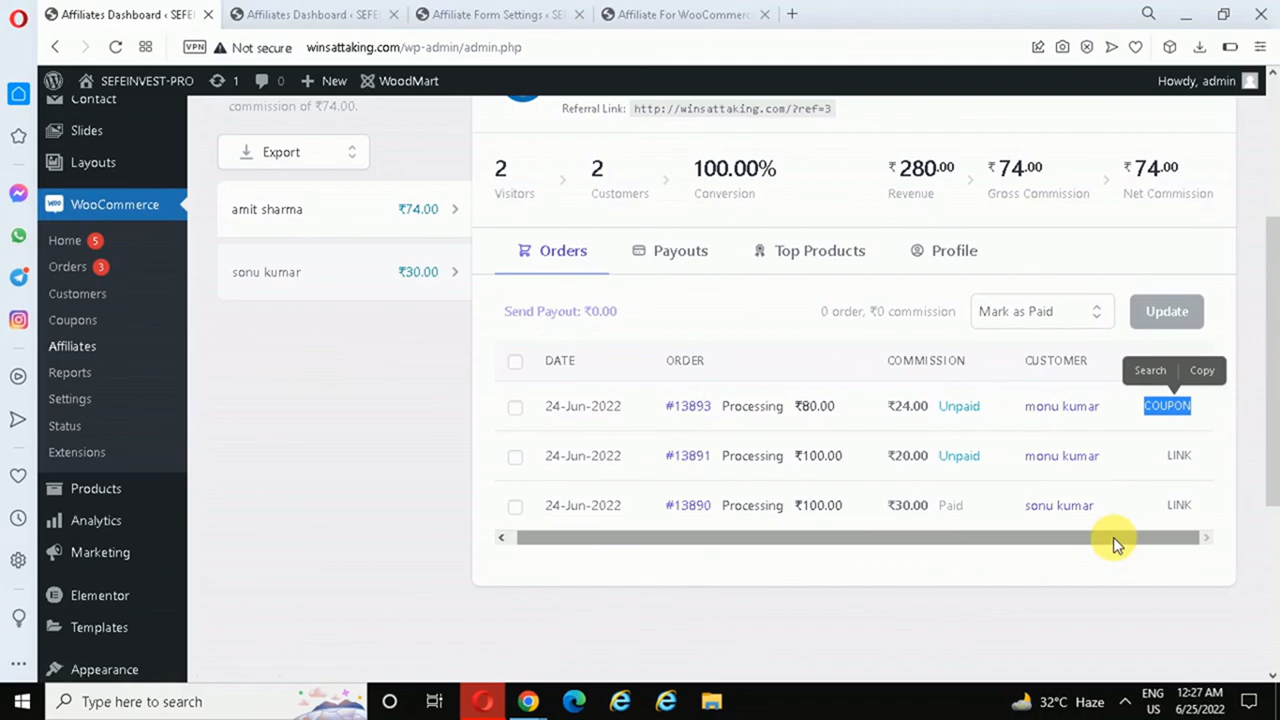 Affiliates Dashboard ‹ SEFE
Affiliates Dashboard ‹ SEFE
Affiliate Form Settings ‹ SE
Affiliate For WooCommerc
VPN
Not secure
winsattaking.com/wp-admin/admin.php
SEFEINVEST-PRO
1
0
New
WoodMart
Howdy, admin
Contact
Slides
Layouts
WooCommerce
Home 5
Orders 3
Customers
Coupons
Affiliates
Reports
Settings
Status
Extensions
Products
Analytics
Marketing
Elementor
Templates
Appearance
commission of ₹74.00.
Export
amit sharma ₹74.00
sonu kumar ₹30.00
Referral Link: http://winsattaking.com/?ref=3
2 2 100.00% ₹280.00 ₹74.00 ₹74.00
Visitors Customers Conversion Revenue Gross Commission Net Commission
Orders Payouts Top Products Profile
Send Payout: ₹0.00 0 order, ₹0 commission Mark as Paid Update
DATE ORDER COMMISSION CUSTOMER
Search Copy
24-Jun-2022 #13893 Processing ₹80.00 ₹24.00 Unpaid monu kumar COUPON
24-Jun-2022 #13891 Processing ₹100.00 ₹20.00 Unpaid monu kumar LINK
24-Jun-2022 #13890 Processing ₹100.00 ₹30.00 Paid sonu kumar LINK
Type here to search
32°C Haze
ENG
US
12:27 AM
6/25/2022